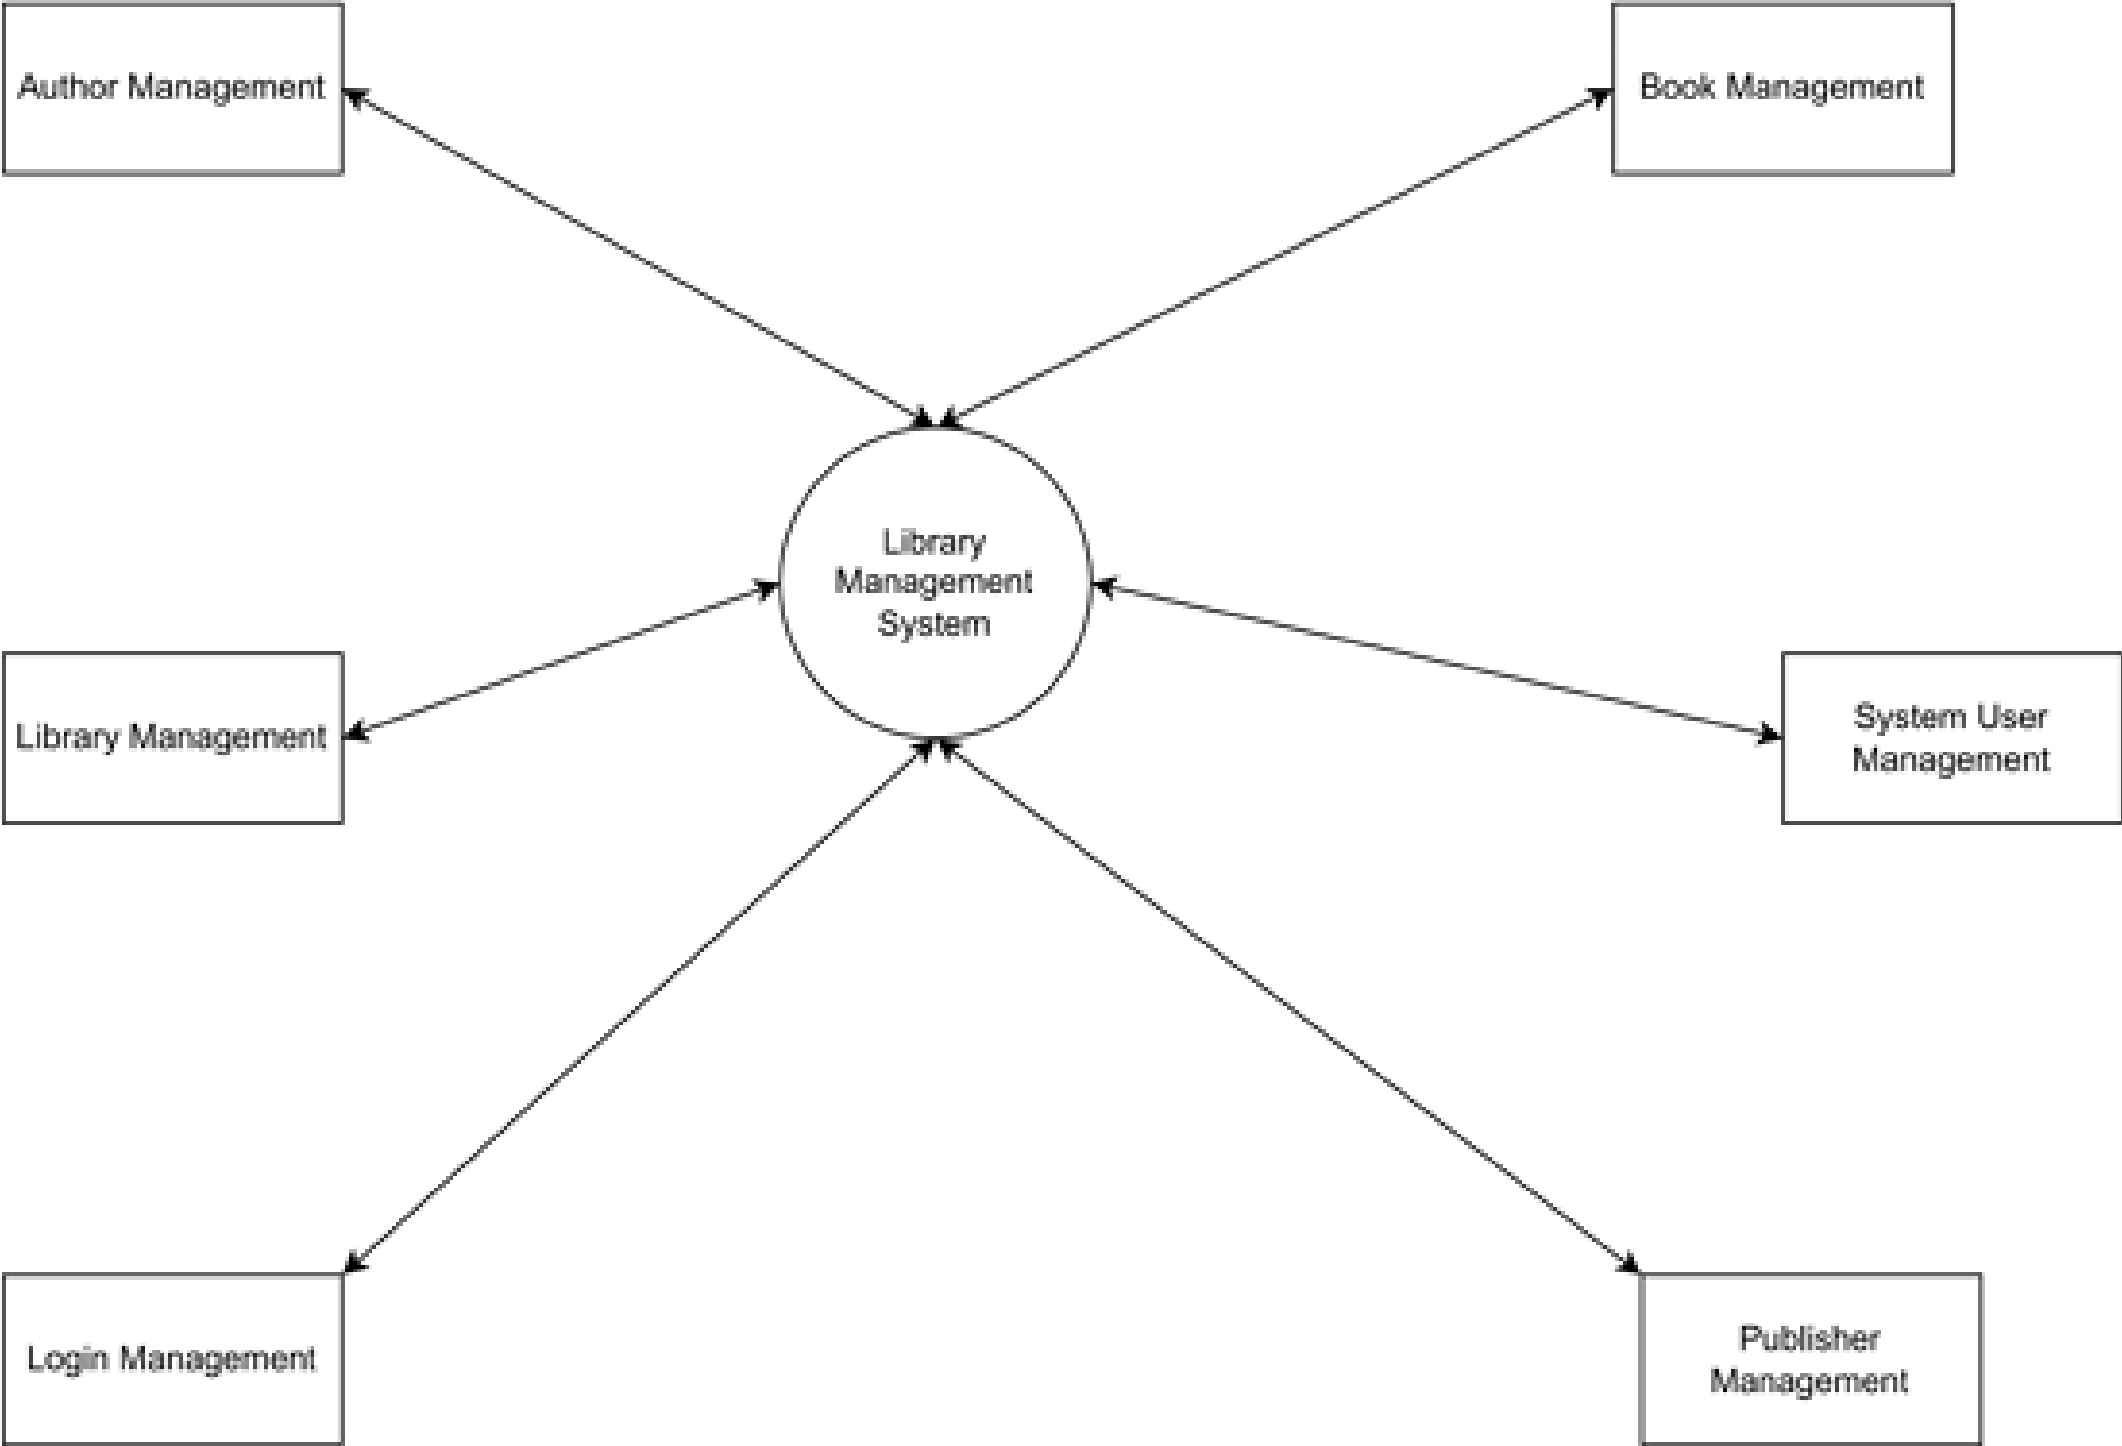 Author Management
Book Management
Library
Management
System
Library Management
System User
Management
Login Management
Publisher
Management